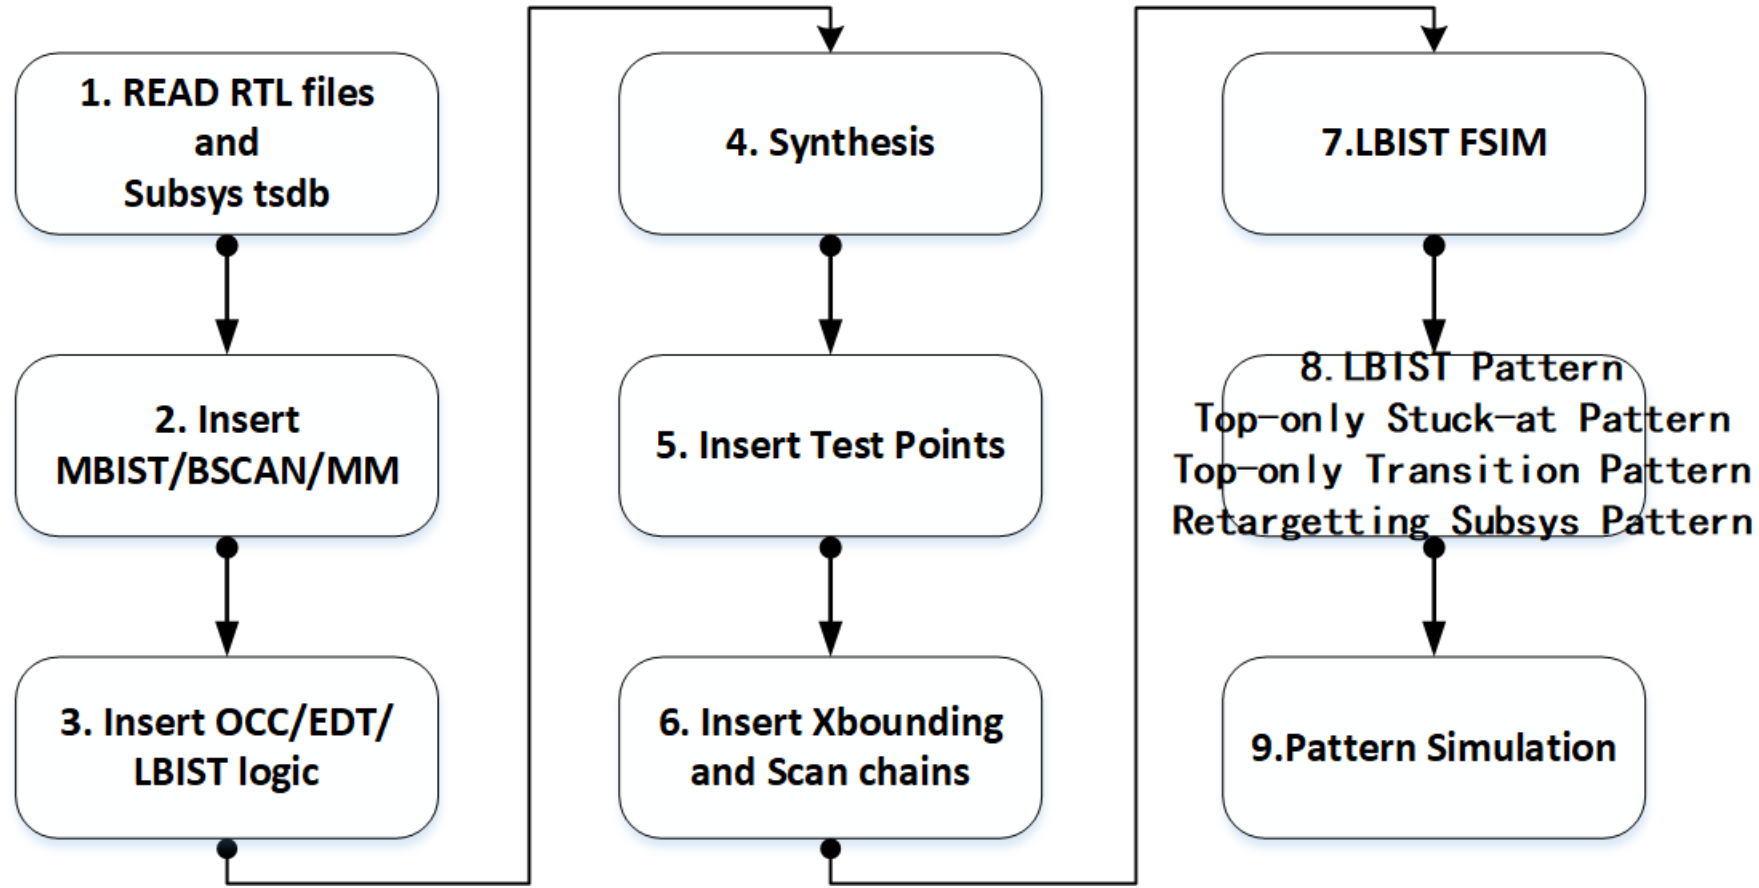 1. READ RTL files
and
Subsys tsdb
2. Insert
MBIST/BSCAN/MM
3. Insert OCC/EDT/
LBIST logic
4. Synthesis
5. Insert Test Points
6. Insert Xbounding
and Scan chains
7.LBIST FSIM
8.LBIST Pattern
Top-only Stuck-at Pattern
Top-only Transition Pattern
Retargetting Subsys Pattern
9.Pattern Simulation